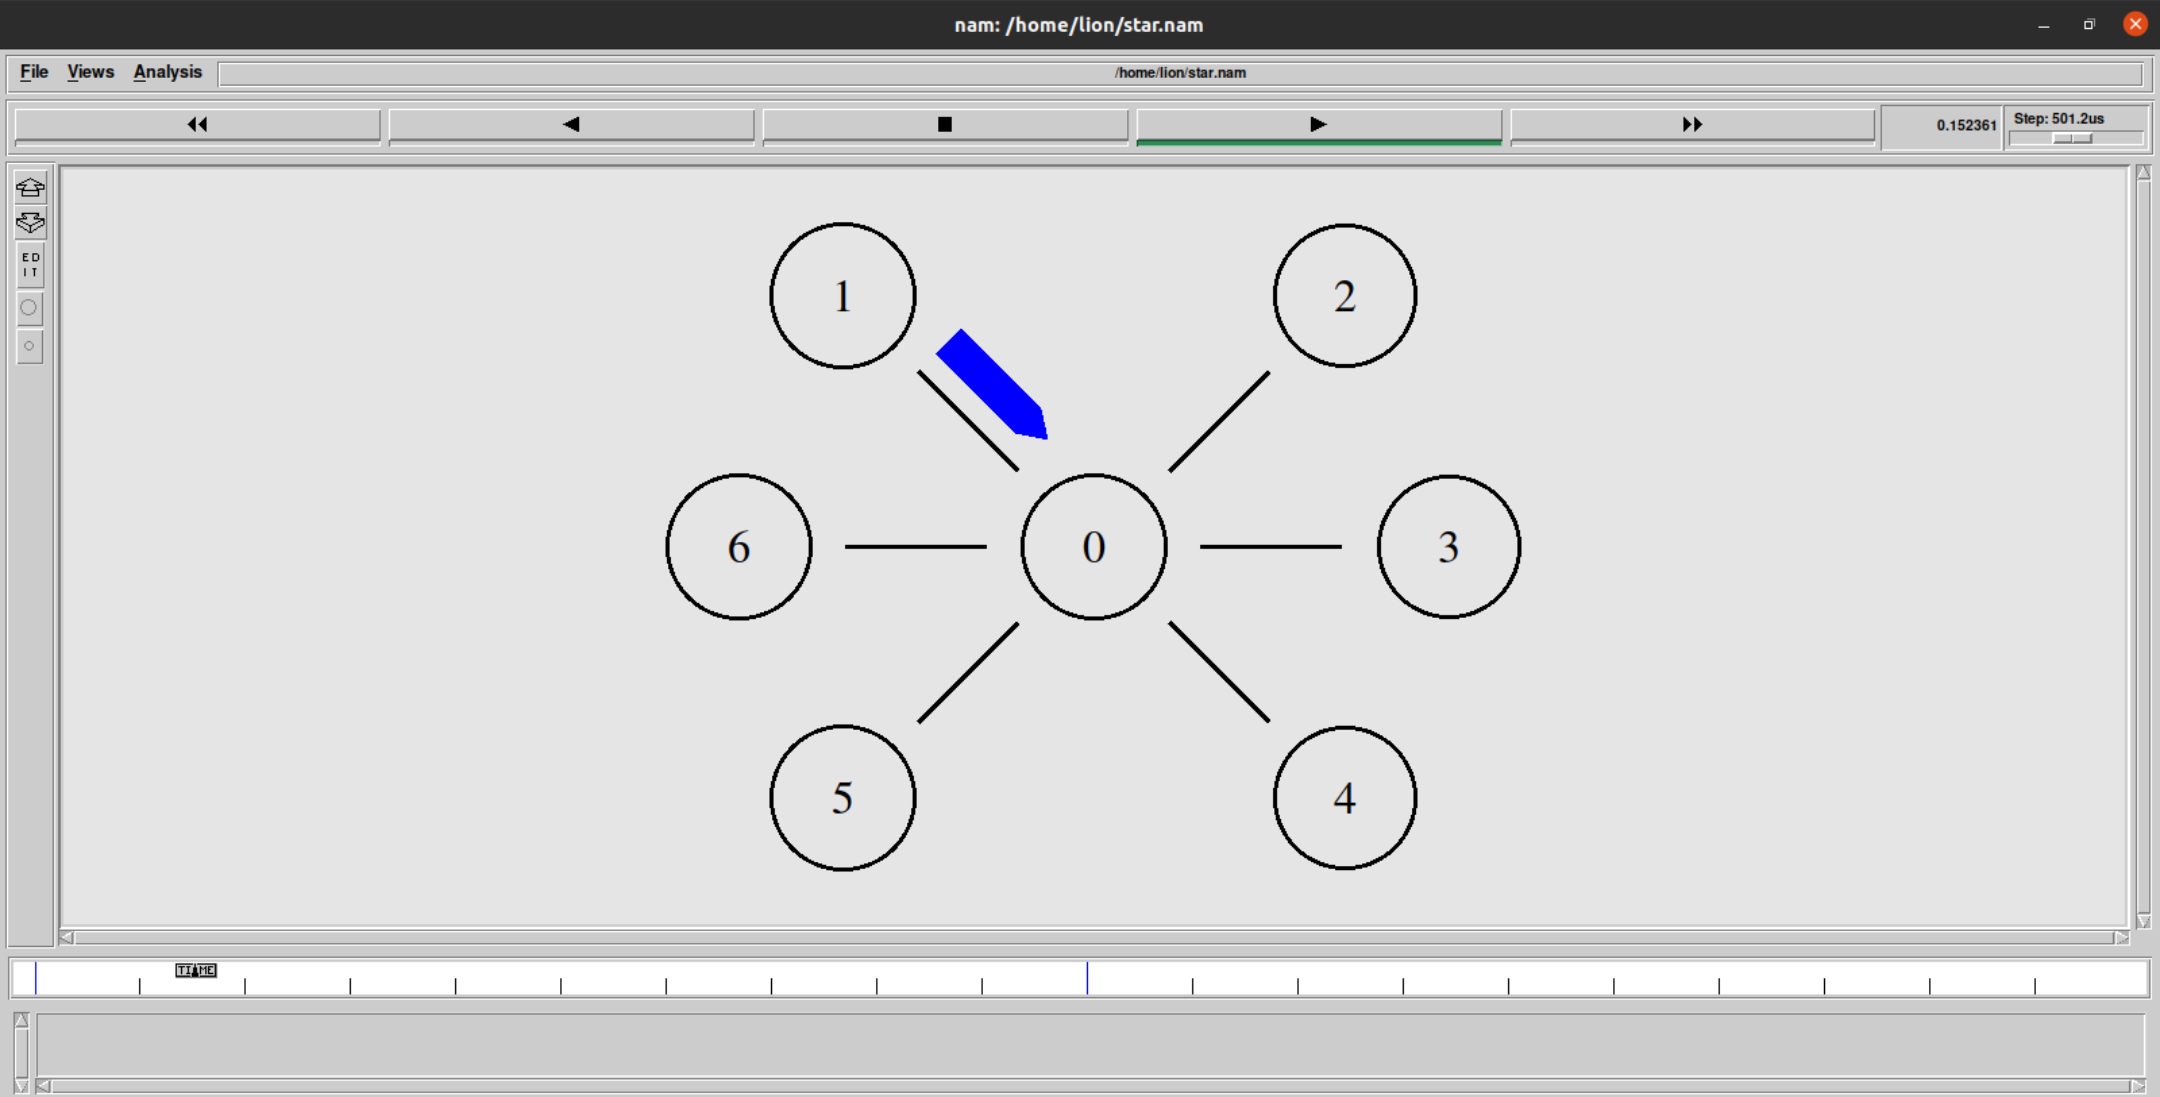 nam: /home/lion/star.nam
File Views Analysis /home/lion/star.nam
0.152361 Step: 501.2us
ED
IT
1 2
6 0 3
5 4
TIME